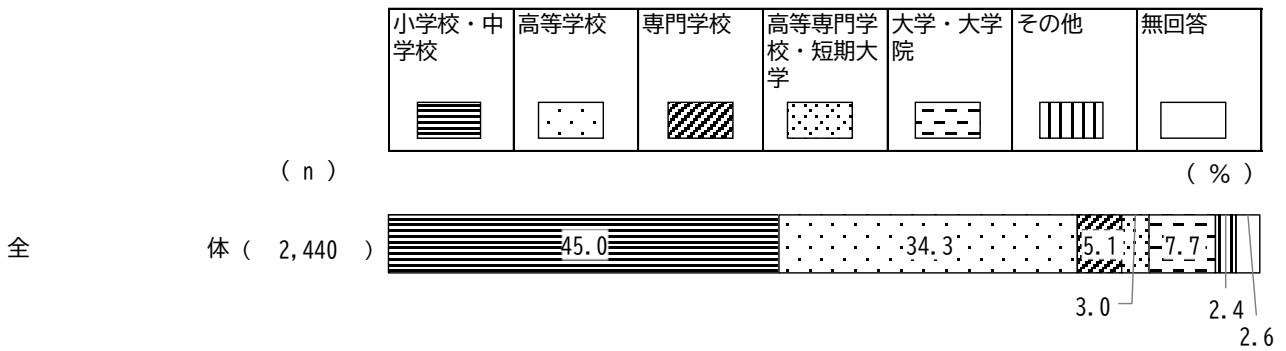 小学校・中学校
高等学校
専門学校
高等専門学校・短期大学
大学・大学院
その他
無回答
( n )
( % )
全 体 ( 2,440 )
45.0
34.3
5.1
7.7
3.0
2.4
2.6